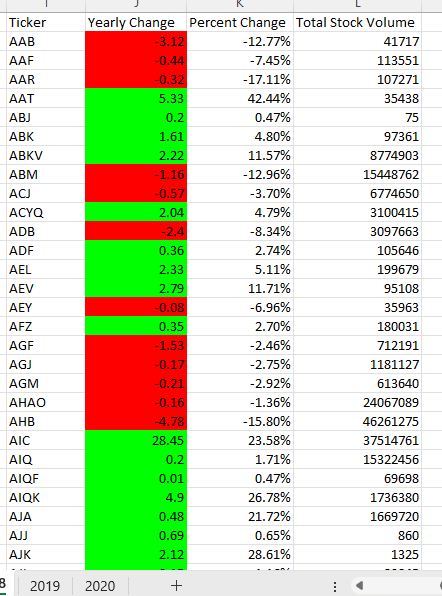 I J K L
Ticker Yearly Change Percent Change Total Stock Volume
AAB -3.12 -12.77% 41717
AAF -0.44 -7.45% 113551
AAR -0.32 -17.11% 107271
AAT 5.33 42.44% 35438
ABJ 0.2 0.47% 75
ABK 1.61 4.80% 97361
ABKV 2.22 11.57% 8774903
ABM -1.16 -12.96% 15448762
ACJ -0.57 -3.70% 6774650
ACYQ 2.04 4.79% 3100415
ADB -2.4 -8.34% 3097663
ADF 0.36 2.74% 105646
AEL 2.33 5.11% 199679
AEV 2.79 11.71% 95108
AEY -0.08 -6.96% 35963
AFZ 0.35 2.70% 180031
AGF -1.53 -2.46% 712191
AGJ -0.17 -2.75% 1181127
AGM -0.21 -2.92% 613640
AHAO -0.16 -1.36% 24067089
AHB -4.78 -15.80% 46261275
AIC 28.45 23.58% 37514761
AIQ 0.2 1.71% 15322456
AIQF 0.01 0.47% 69698
AIQK 4.9 26.78% 1736380
AJA 0.48 21.72% 1669720
AJJ 0.69 0.65% 860
AJK 2.12 28.61% 1325
8 2019 2020 +